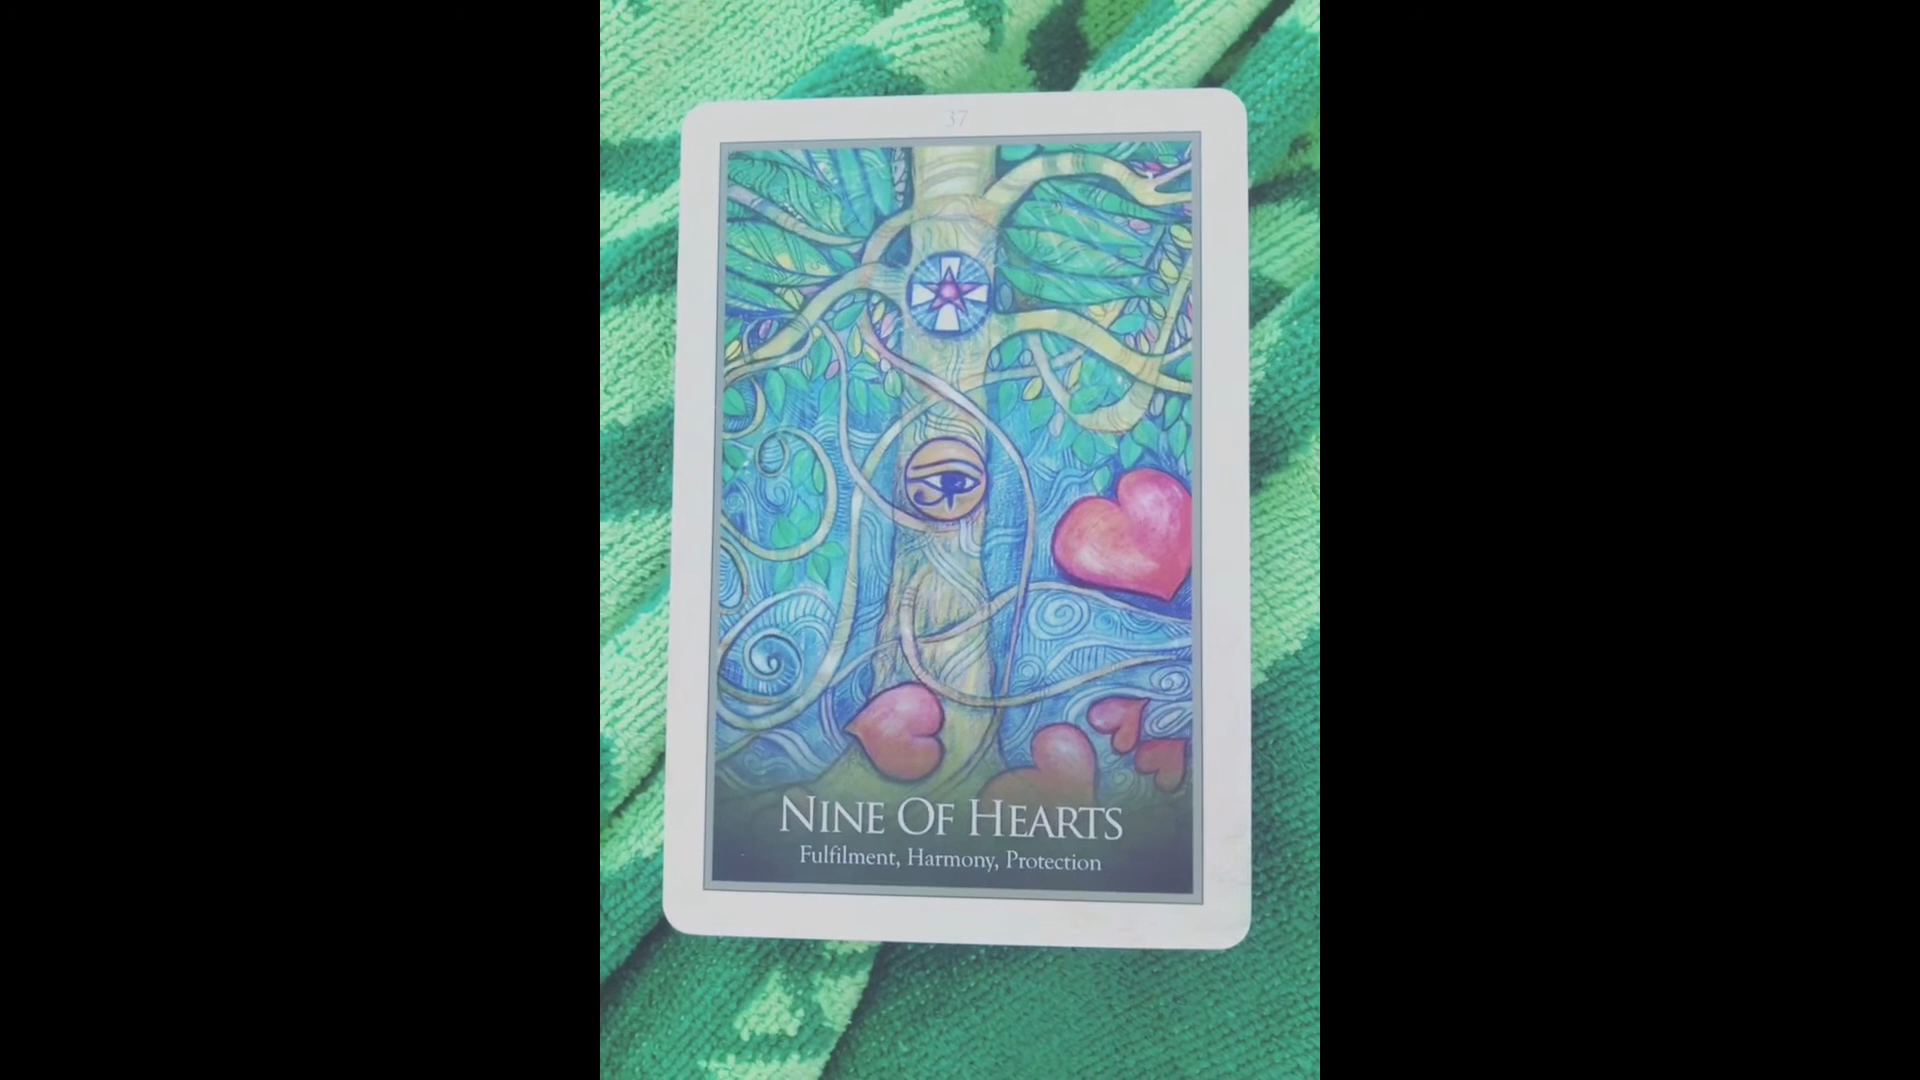 37
NINE OF HEARTS
Fulfilment, Harmony, Protection